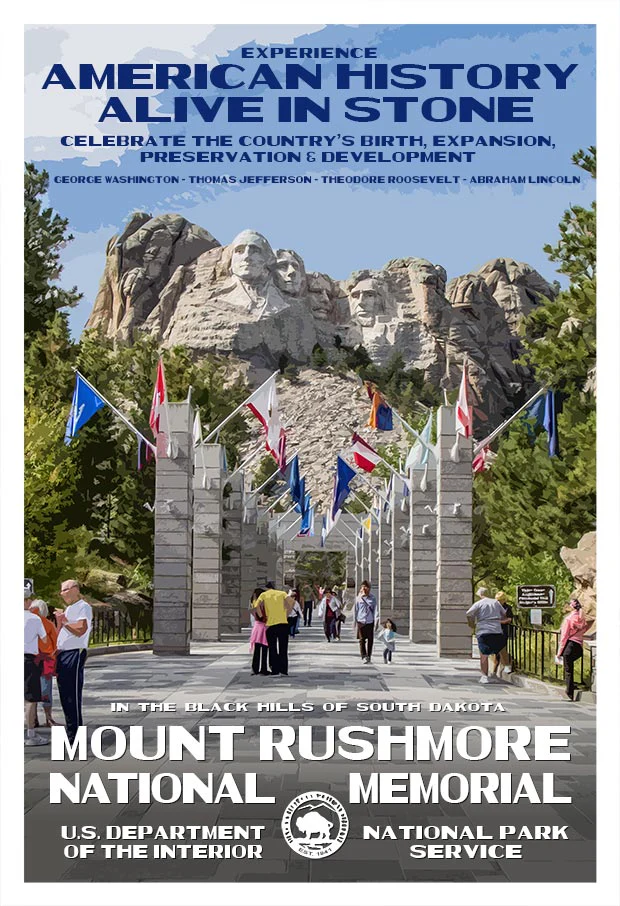 EXPERIENCE
AMERICAN HISTORY
ALIVE IN STONE
CELEBRATE THE COUNTRY'S BIRTH, EXPANSION,
PRESERVATION & DEVELOPMENT
GEORGE WASHINGTON - THOMAS JEFFERSON - THEODORE ROOSEVELT - ABRAHAM LINCOLN
IN THE BLACK HILLS OF SOUTH DAKOTA
MOUNT RUSHMORE
NATIONAL MEMORIAL
U.S. DEPARTMENT NATIONAL PARK
OF THE INTERIOR SERVICE
EST. 1941